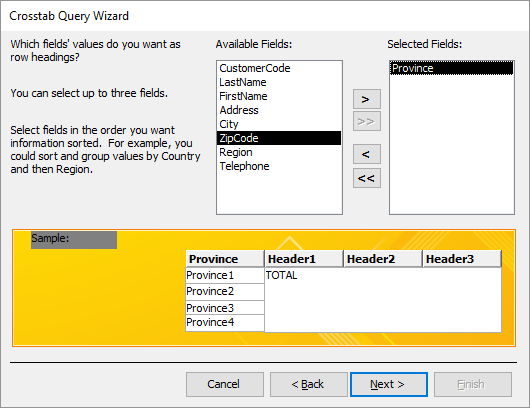 Crosstab Query Wizard
Which fields' values do you want as
row headings?
You can select up to three fields.
Select fields in the order you want
information sorted. For example, you
could sort and group values by Country
and then Region.
Available Fields:
CustomerCode
LastName
FirstName
Address
City
ZipCode
Region
Telephone
>
>>
<
<<
Selected Fields:
Province
Sample:
Province Header1 Header2 Header3
Province1 TOTAL
Province2
Province3
Province4
Cancel < Back Next > Finish